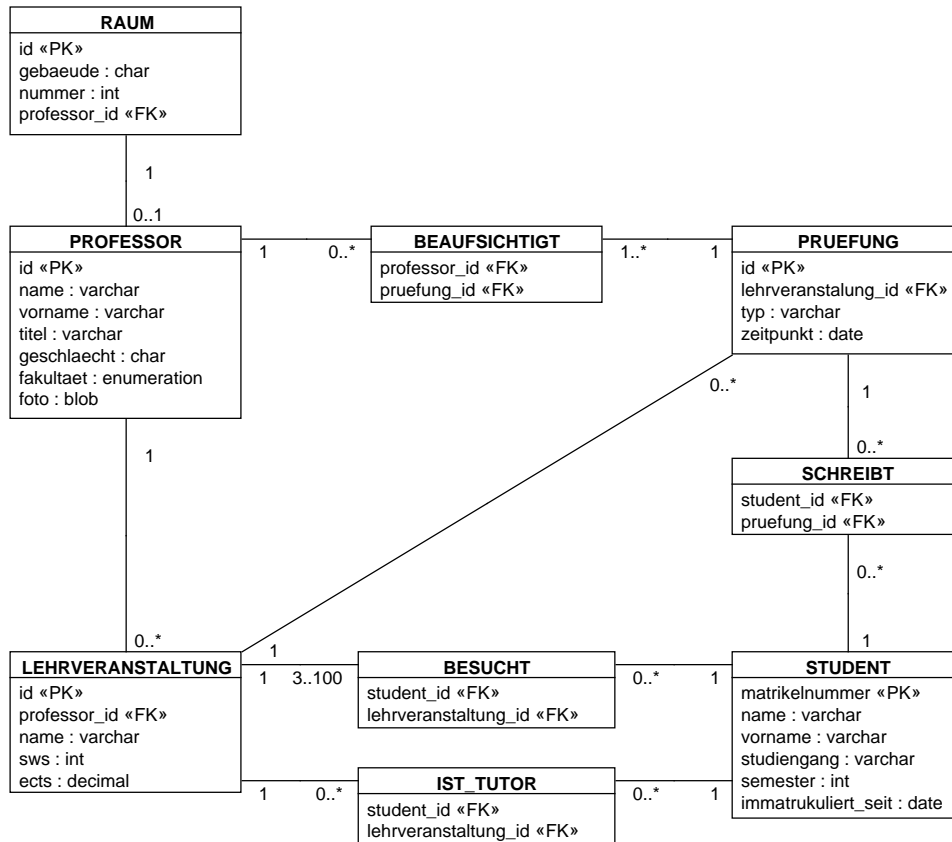 RAUM
id «PK»
gebaeude : char
nummer : int
professor_id «FK»
1
0..1
PROFESSOR
id «PK»
name : varchar
vorname : varchar
titel : varchar
geschlaecht : char
fakultaet : enumeration
foto : blob
1
0..*
BEAUFSICHTIGT
professor_id «FK»
pruefung_id «FK»
1..*
1
PRUEFUNG
id «PK»
lehrveranstalung_id «FK»
typ : varchar
zeitpunkt : date
0..*
1
1
0..*
SCHREIBT
student_id «FK»
pruefung_id «FK»
0..*
1
1
0..*
LEHRVERANSTALTUNG
id «PK»
professor_id «FK»
name : varchar
sws : int
ects : decimal
1
1
3..100
BESUCHT
student_id «FK»
lehrveranstaltung_id «FK»
0..*
1
STUDENT
matrikelnummer «PK»
name : varchar
vorname : varchar
studiengang : varchar
semester : int
immatrukuliert_seit : date
1
0..*
IST_TUTOR
student_id «FK»
lehrveranstaltung_id «FK»
0..*
1